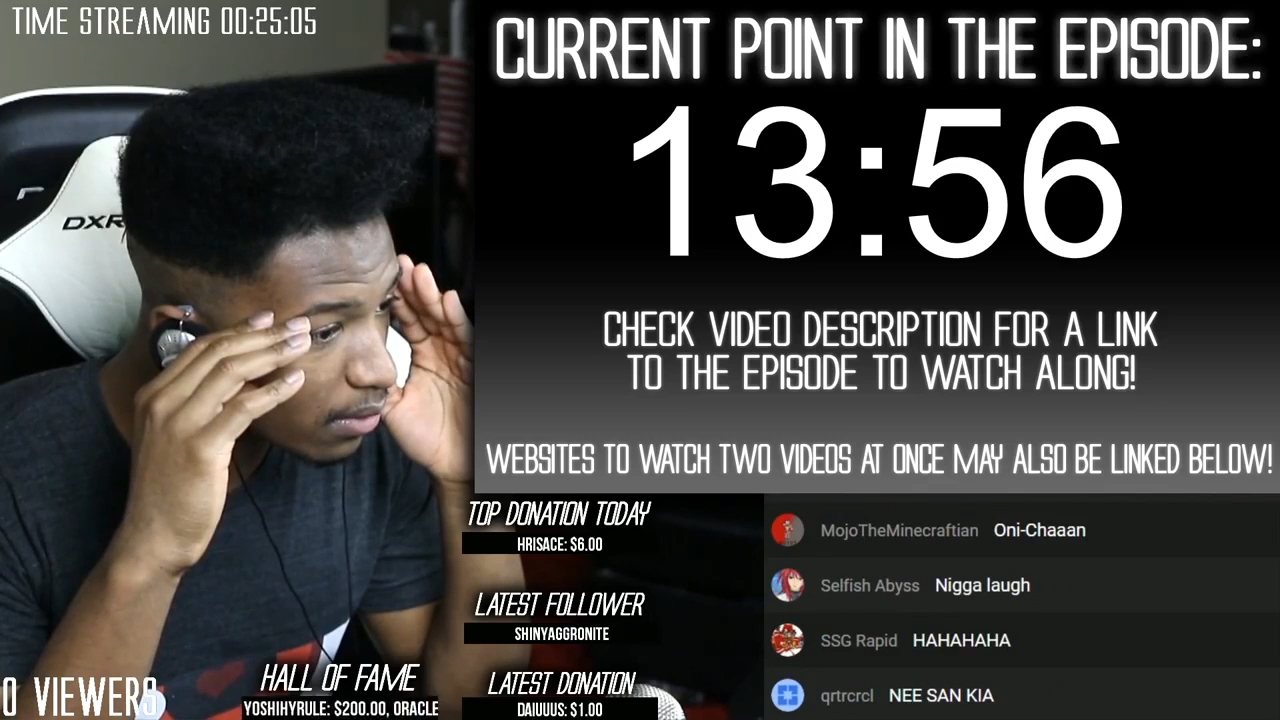 TIME STREAMING 00:25:05
CURRENT POINT IN THE EPISODE:
13:56
CHECK VIDEO DESCRIPTION FOR A LINK
TO THE EPISODE TO WATCH ALONG!
WEBSITES TO WATCH TWO VIDEOS AT ONCE MAY ALSO BE LINKED BELOW!
DXR
TOP DONATION TODAY
HRISACE: $6.00
LATEST FOLLOWER
SHINYAGGRONITE
LATEST DONATION
DAIUUUS: $1.00
HALL OF FAME
YOSHIHYRULE: $200.00, ORACLE
0 VIEWERS
MojoTheMinecraftian Oni-Chaaan
Selfish Abyss Nigga laugh
SSG Rapid HAHAHAHA
qrtrcrcl NEE SAN KIA